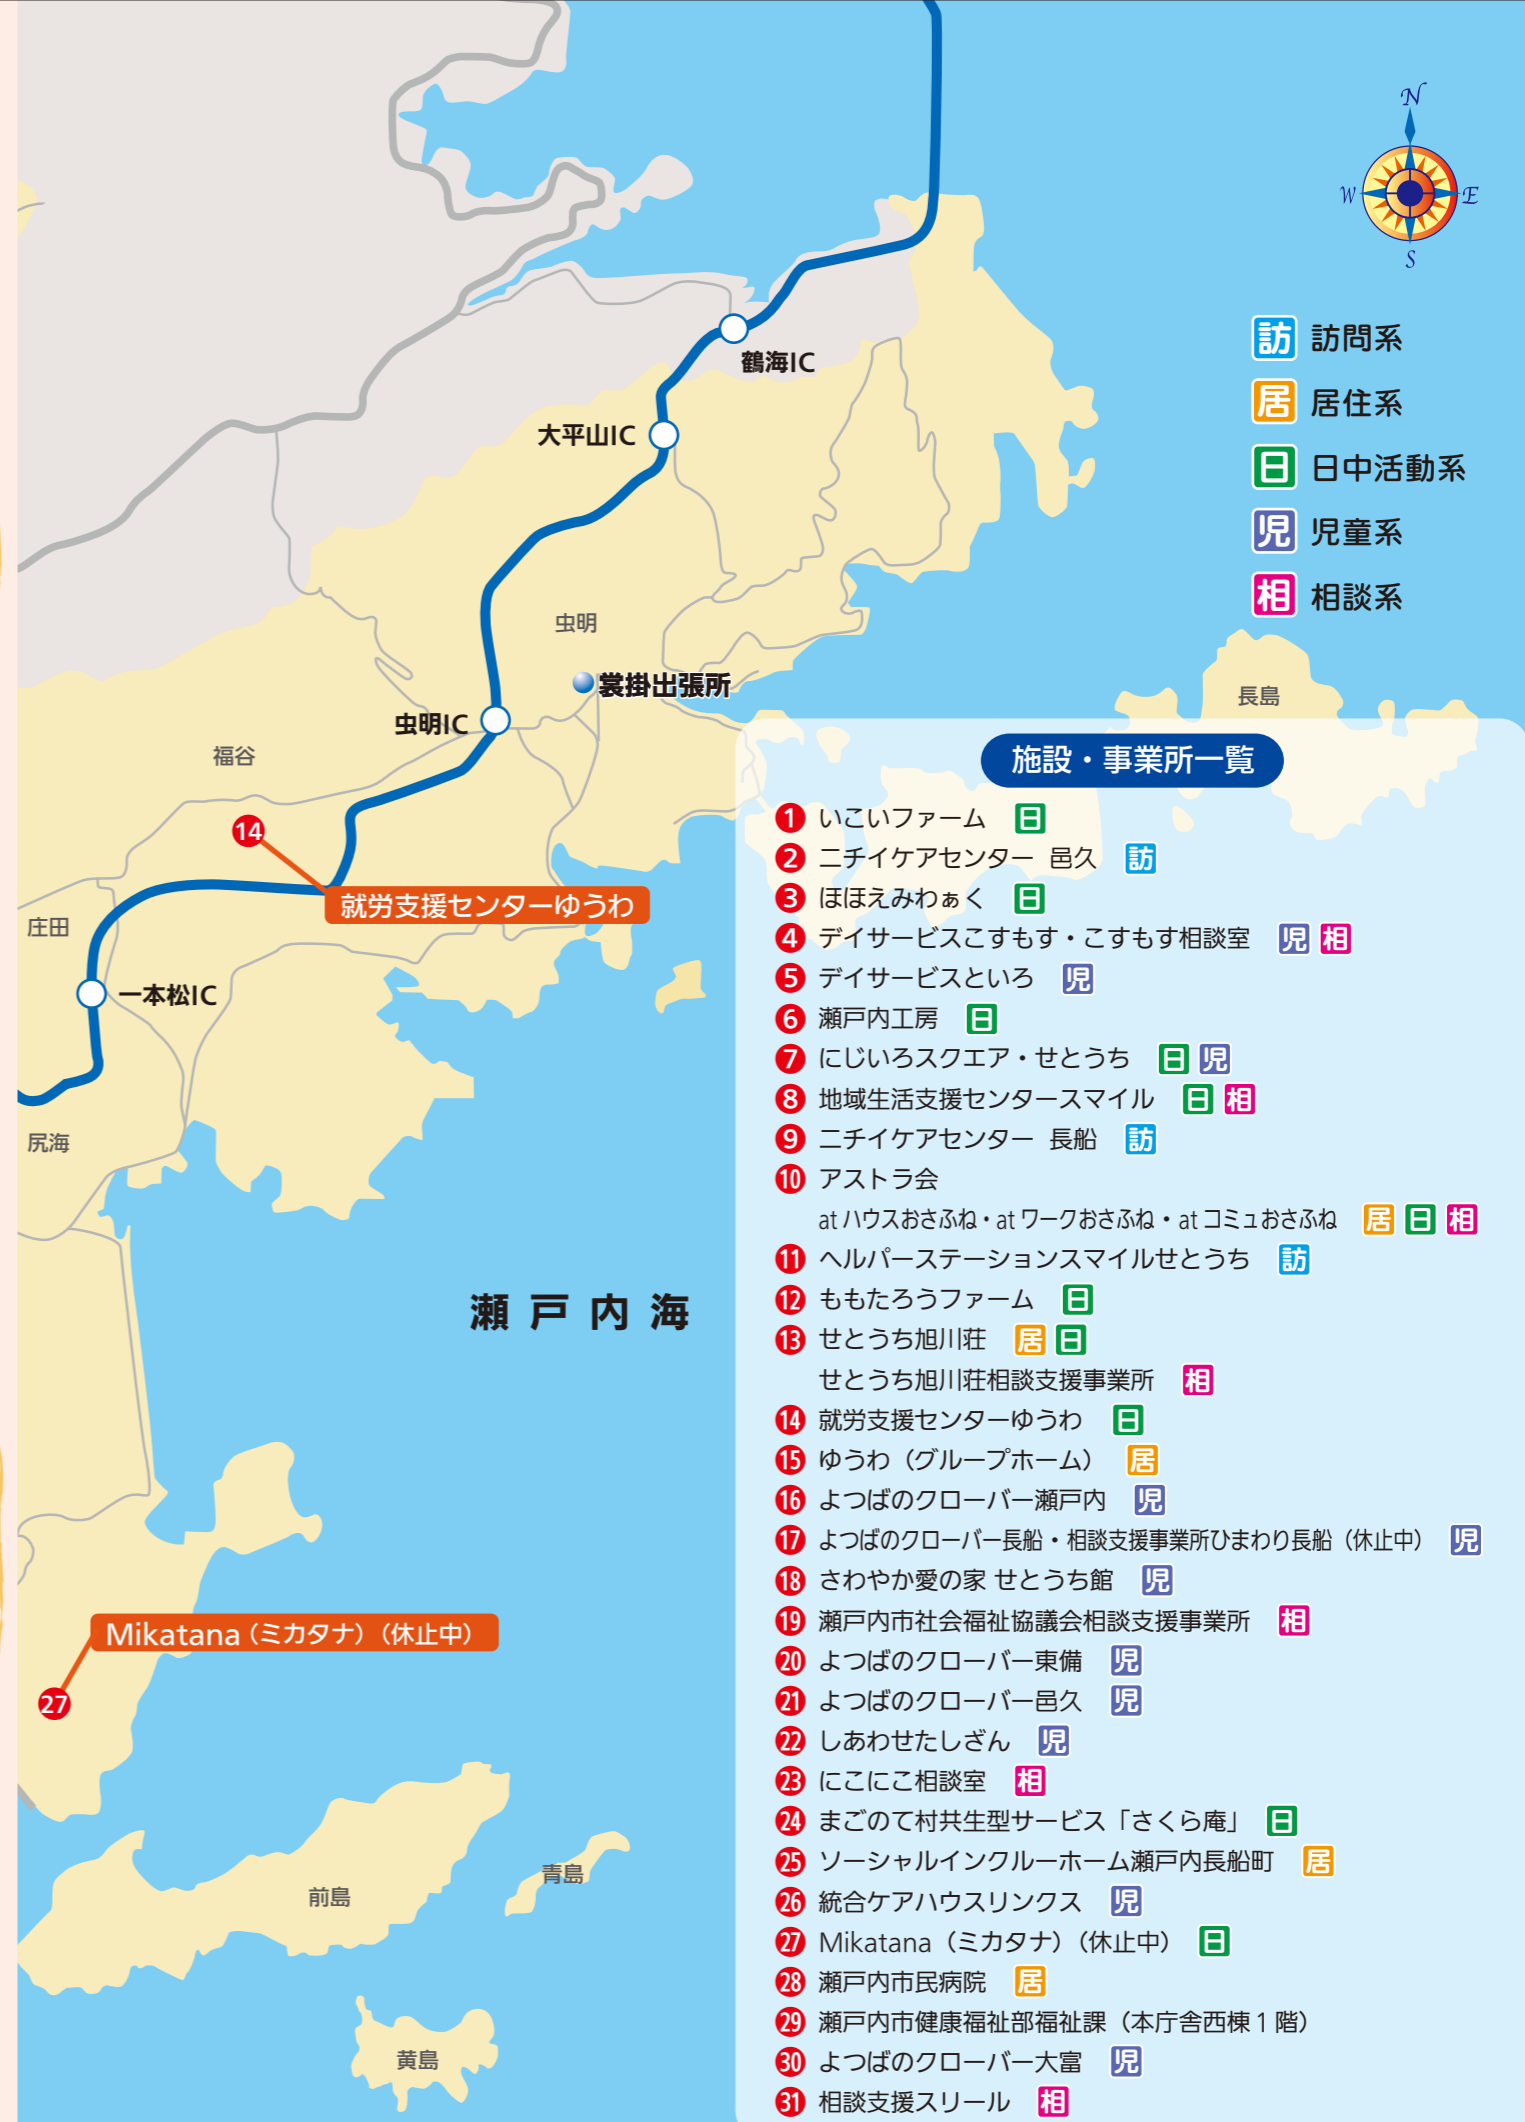 N
W
E
S
訪 訪問系
居 居住系
日 日中活動系
児 児童系
相 相談系
鶴海IC
大平山IC
虫明
裳掛出張所
虫明IC
福谷
長島
14
就労支援センターゆうわ
庄田
一本松IC
尻海
瀬戸内海
Mikatana（ミカタナ）（休止中）
27
前島
青島
黄島
施設・事業所一覧
1 いこいファーム 日
2 ニチイケアセンター 邑久 訪
3 ほほえみわぁく 日
4 デイサービスこすもす・こすもす相談室 児 相
5 デイサービスといろ 児
6 瀬戸内工房 日
7 にじいろスクエア・せとうち 日 児
8 地域生活支援センタースマイル 日 相
9 ニチイケアセンター 長船 訪
10 アストラ会
at ハウスおさふね・at ワークおさふね・at コミュおさふね 居 日 相
11 ヘルパーステーションスマイルせとうち 訪
12 ももたろうファーム 日
13 せとうち旭川荘 居 日
せとうち旭川荘相談支援事業所 相
14 就労支援センターゆうわ 日
15 ゆうわ（グループホーム） 居
16 よつばのクローバー瀬戸内 児
17 よつばのクローバー長船・相談支援事業所ひまわり長船（休止中） 児
18 さわやか愛の家 せとうち館 児
19 瀬戸内市社会福祉協議会相談支援事業所 相
20 よつばのクローバー東備 児
21 よつばのクローバー邑久 児
22 しあわせたしざん 児
23 にこにこ相談室 相
24 まごのて村共生型サービス「さくら庵」 日
25 ソーシャルインクルーホーム瀬戸内長船町 居
26 統合ケアハウスリンクス 児
27 Mikatana（ミカタナ）（休止中） 日
28 瀬戸内市民病院 居
29 瀬戸内市健康福祉部福祉課（本庁舎西棟1階）
30 よつばのクローバー大富 児
31 相談支援スリール 相